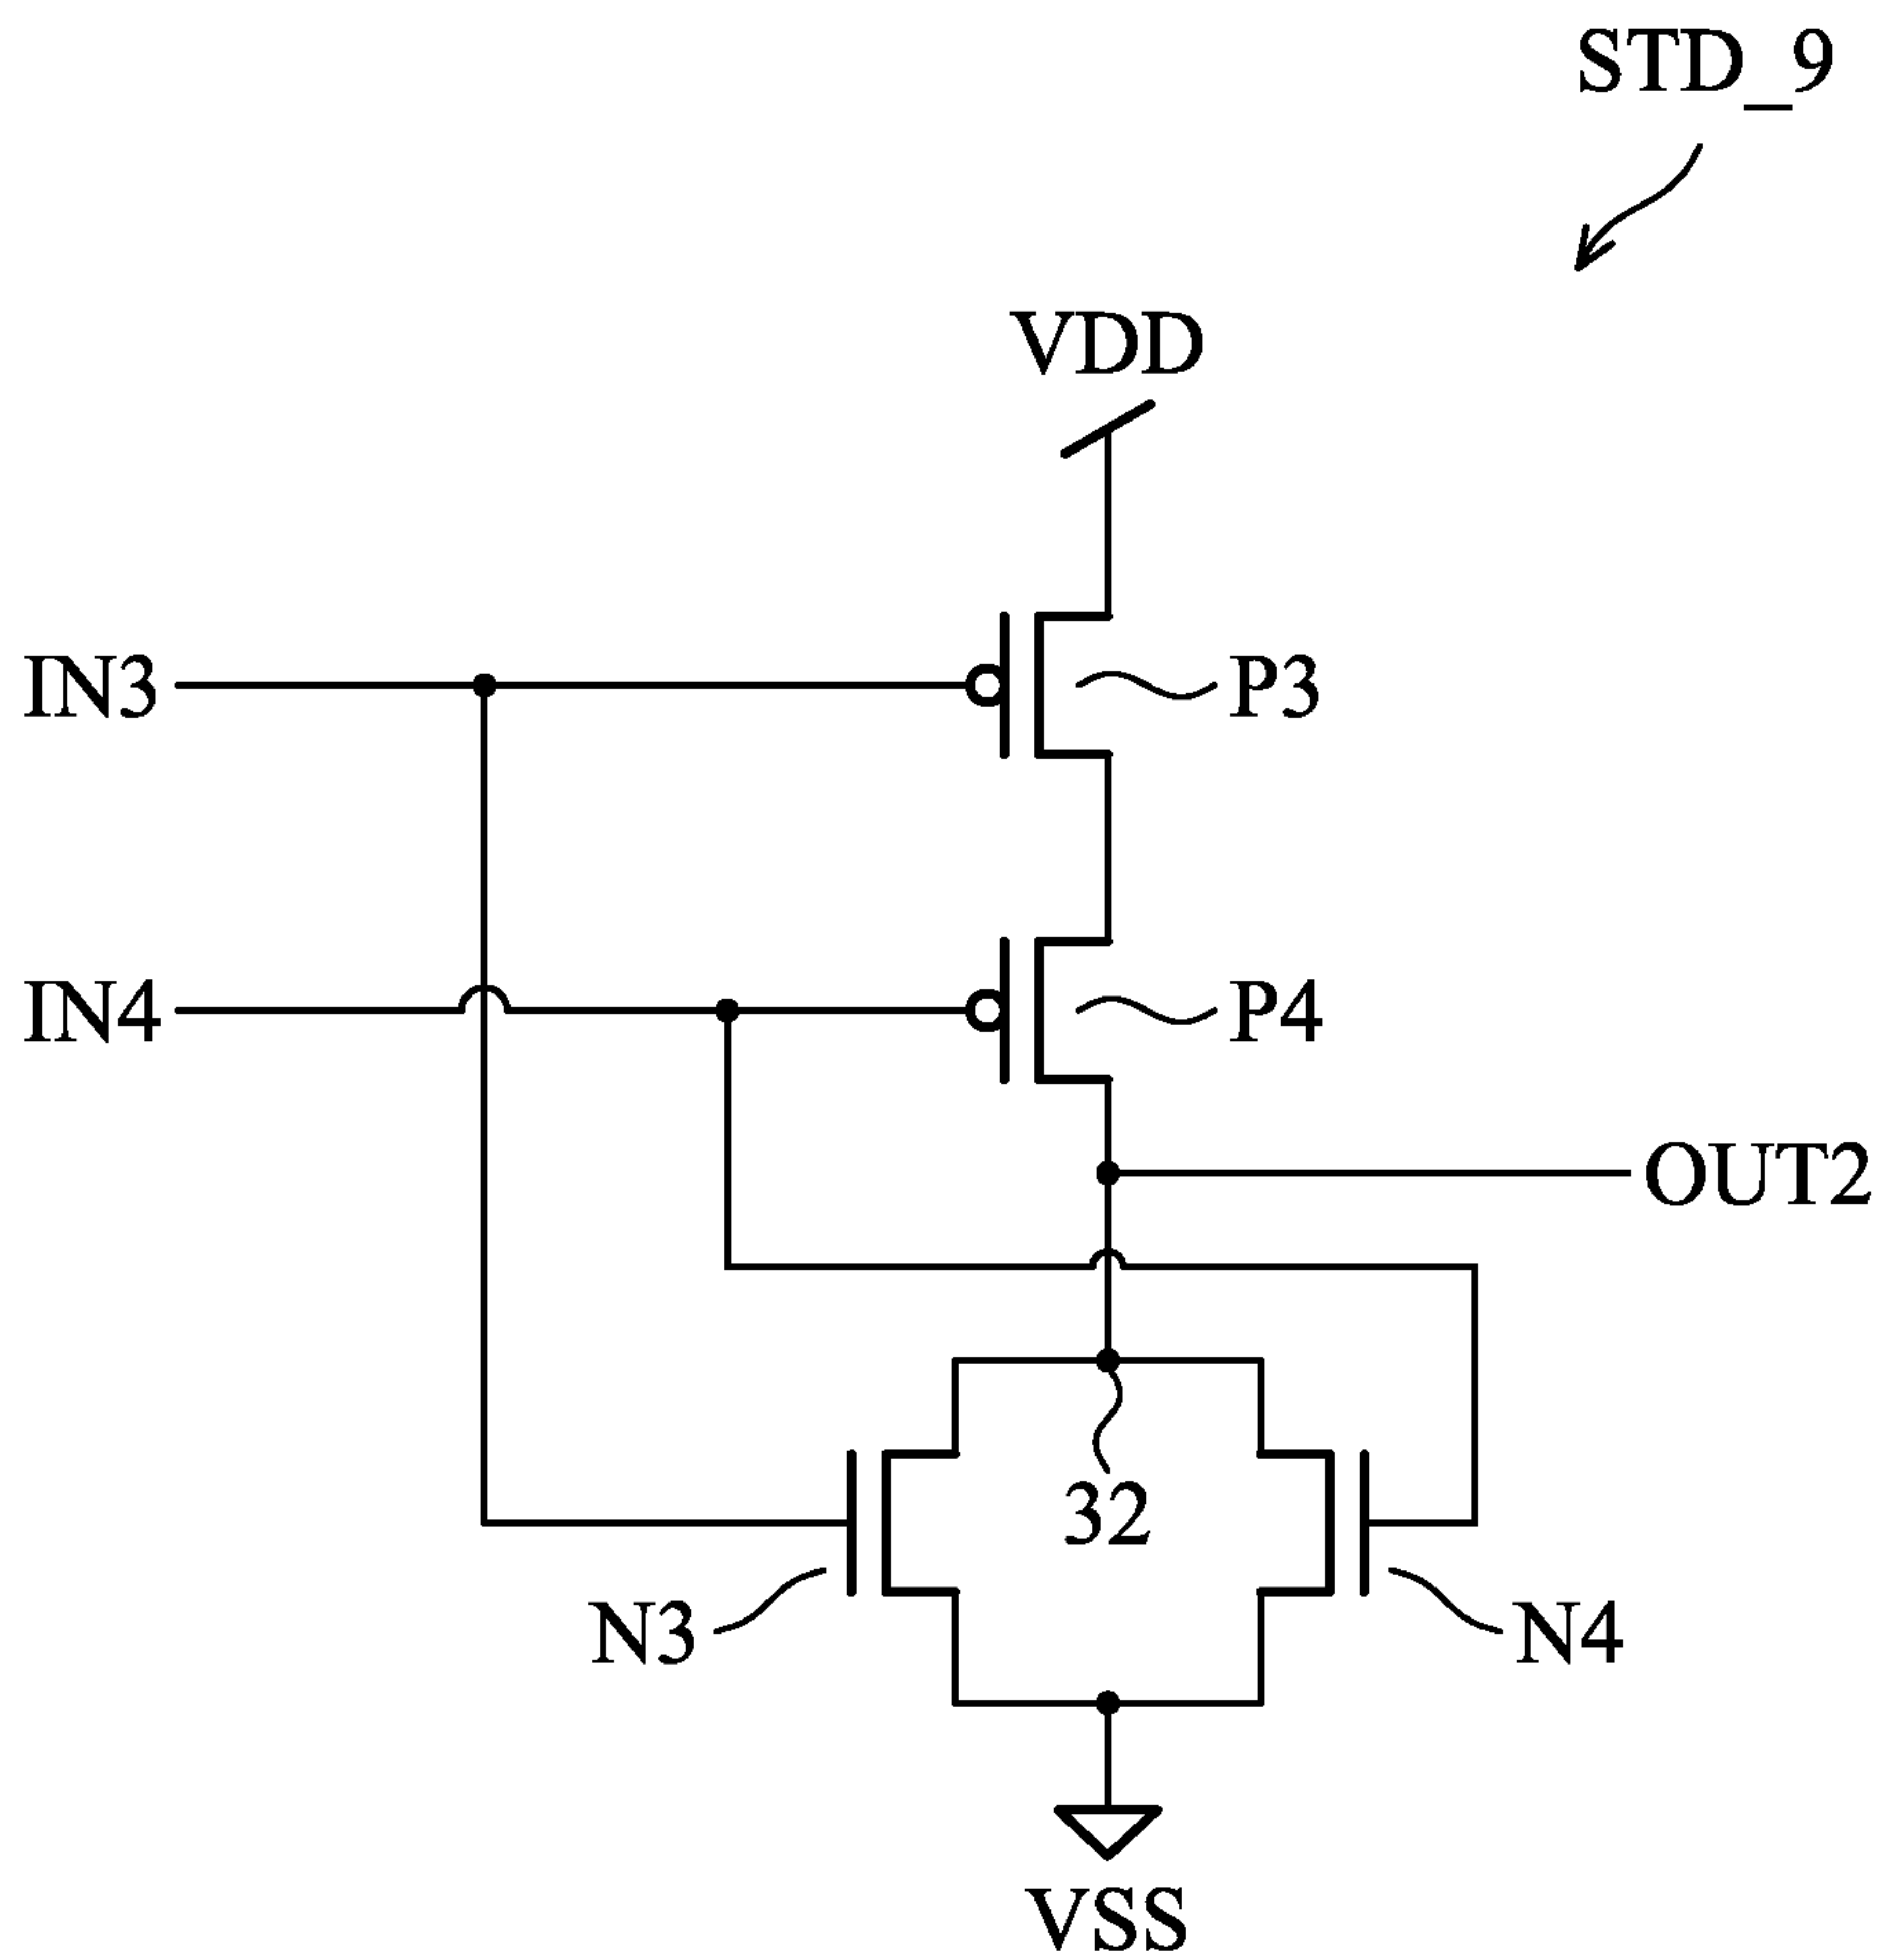 STD_9
VDD
IN3
P3
IN4
P4
OUT2
32
N3
N4
VSS